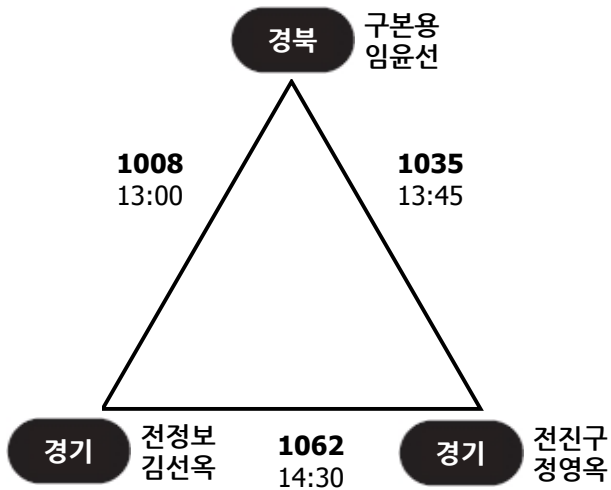 경북
구본용
임윤선
1008
13:00
1035
13:45
경기
전정보
김선옥
1062
14:30
경기
전진구
정영옥